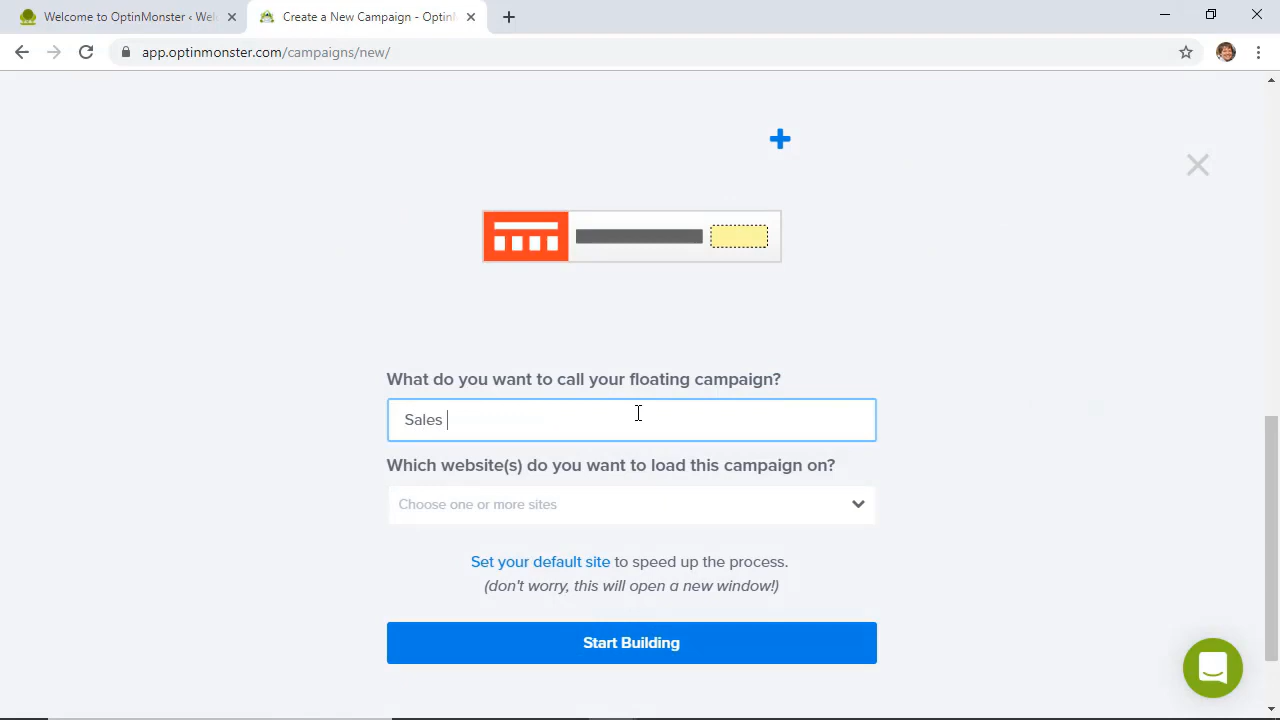 Welcome to OptinMonster ‹ Wel
Create a New Campaign - OptinM
app.optinmonster.com/campaigns/new/
What do you want to call your floating campaign?
Sales
Which website(s) do you want to load this campaign on?
Choose one or more sites
Set your default site to speed up the process.
(don't worry, this will open a new window!)
Start Building